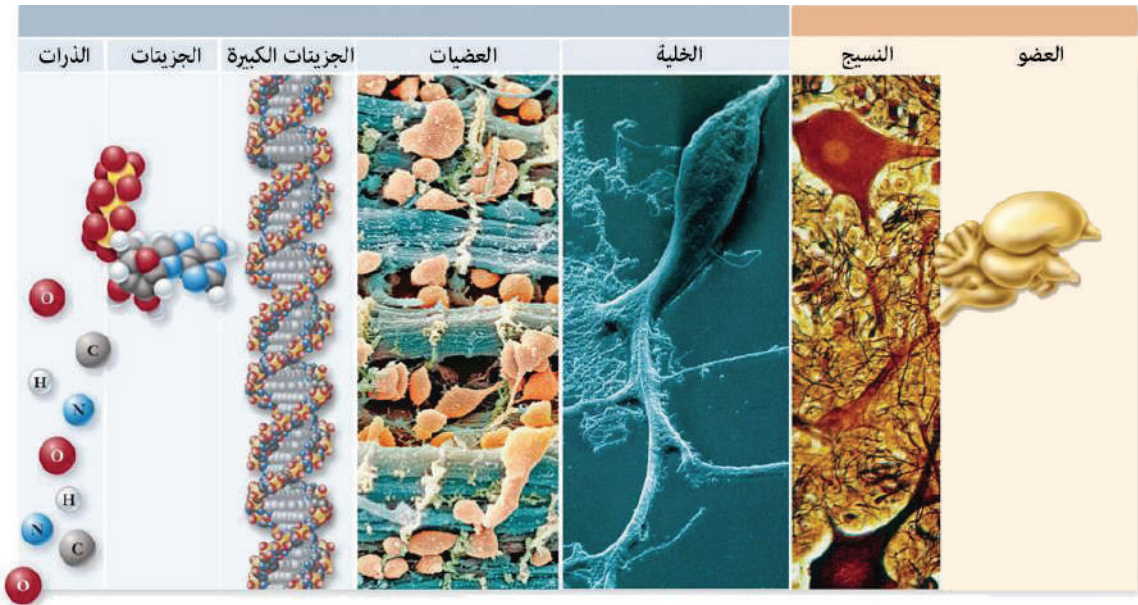 الذرات
الجزيئات
الجزيئات الكبيرة
العضيات
الخلية
النسيج
العضو
O
C
H
N
O
H
N
C
O